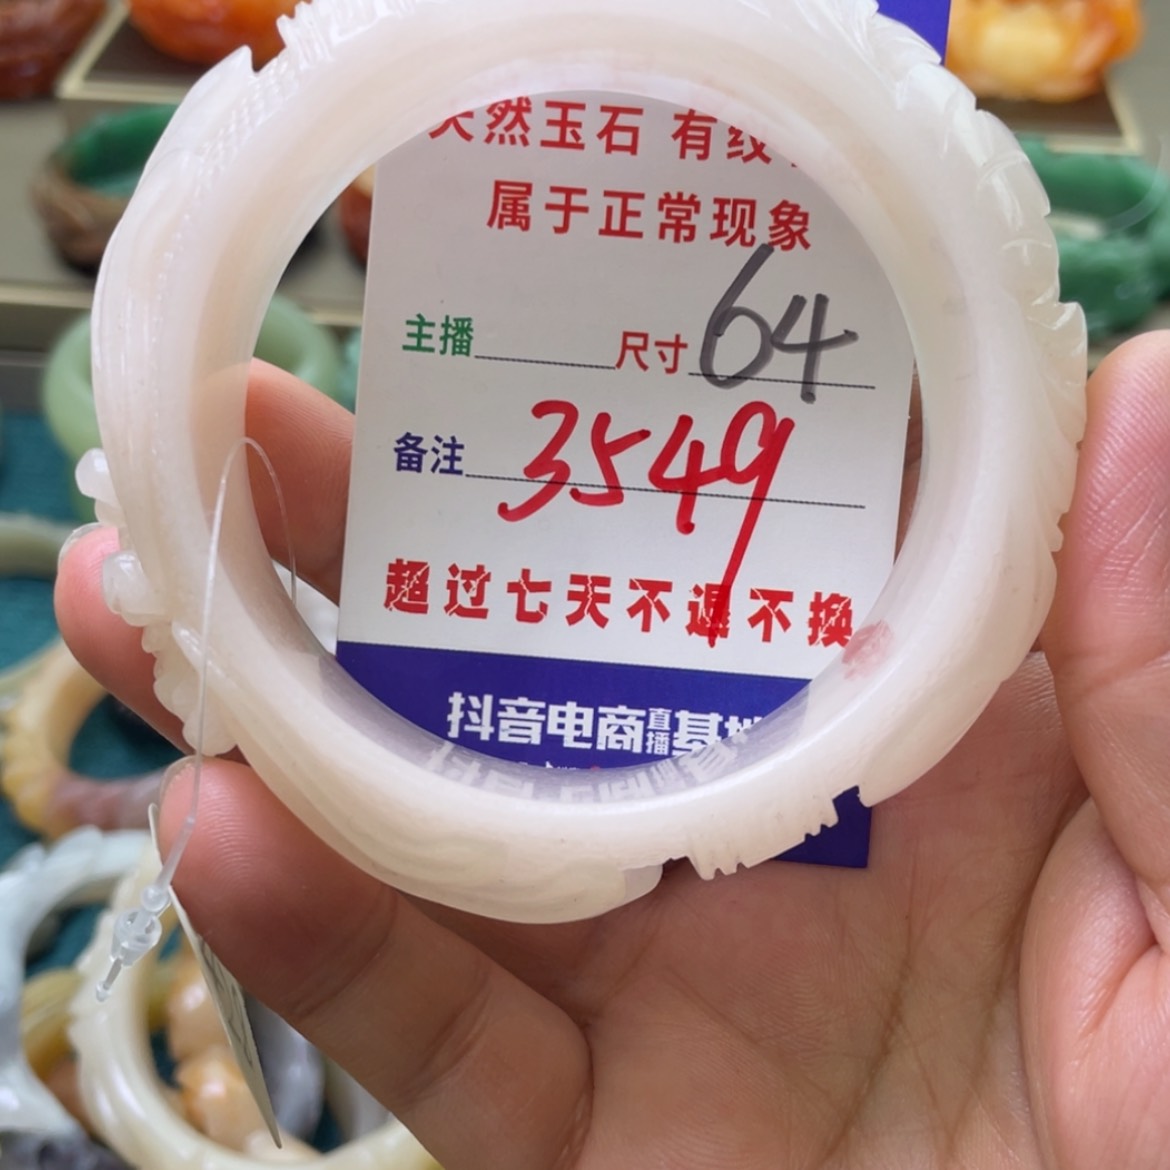 天然玉石 有纹
属于正常现象
主播 尺寸 64
备注 3549
超过七天不退不换
抖音电商直播基地